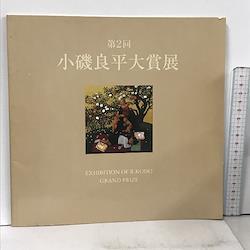 第2回
小磯良平大賞展
EXHIBITION OF R.KOISO
GRAND PRIZE